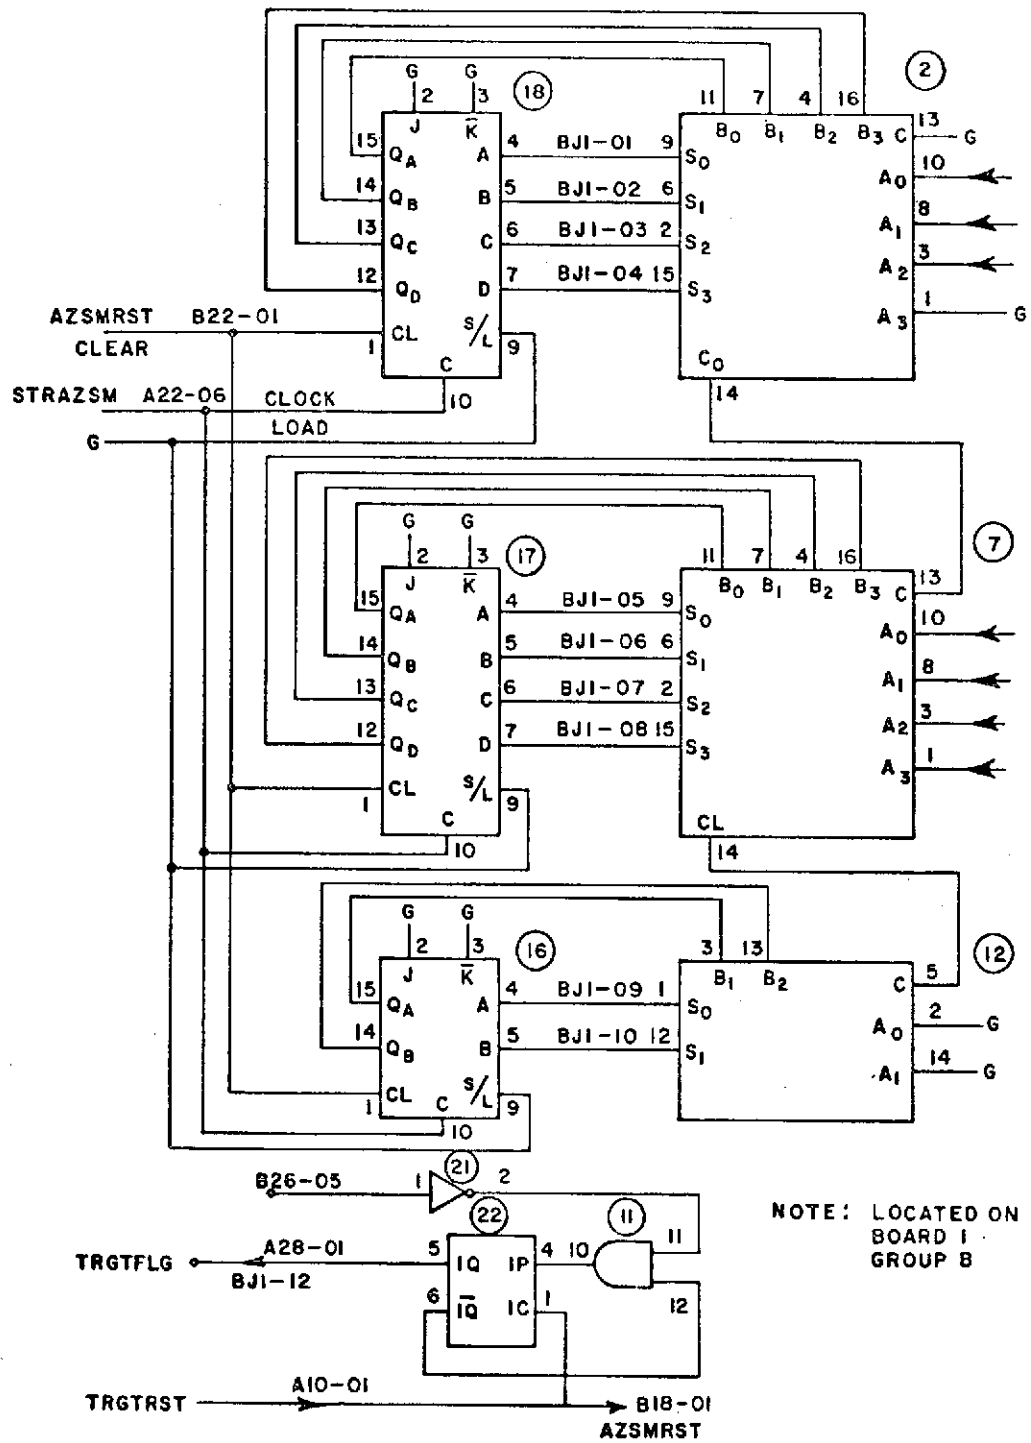 2
18
G G
2 3
11 7 4 16
J K̅
B0 B1 B2 B3
13 C G
15 QA A 4 BJ1-01 9 S0
A0 10
14 QB B 5 BJ1-02 6 S1
A1 8
13 QC C 6 BJ1-03 2 S2
A2 3
12 QD D 7 BJ1-04 15 S3
A3 1 G
AZSMRST B22-01
CLEAR
1 CL S/L 9
C
10
C0
14
STRAZSM A22-06 CLOCK
G LOAD
7
17
G G
2 3
11 7 4 16
J K̅
B0 B1 B2 B3
13 C
15 QA A 4 BJ1-05 9 S0
A0 10
14 QB B 5 BJ1-06 6 S1
A1 8
13 QC C 6 BJ1-07 2 S2
A2 3
12 QD D 7 BJ1-08 15 S3
A3 1
1 CL S/L 9
C
10
CL
14
12
16
G G
2 3
3 13
J K̅
B1 B2
C 5
15 QA A 4 BJ1-09 1 S0
A0 2 G
14 QB B 5 BJ1-10 12 S1
A1 14 G
1 CL S/L 9
C
10
B26-05 1 21 2
22
11
NOTE: LOCATED ON
BOARD 1
GROUP B
TRGTFLG A28-01
BJ1-12
5 1Q 1P 4 10 11
6 1Q̅ 1C 1 12
TRGTRST A10-01
B18-01
AZSMRST